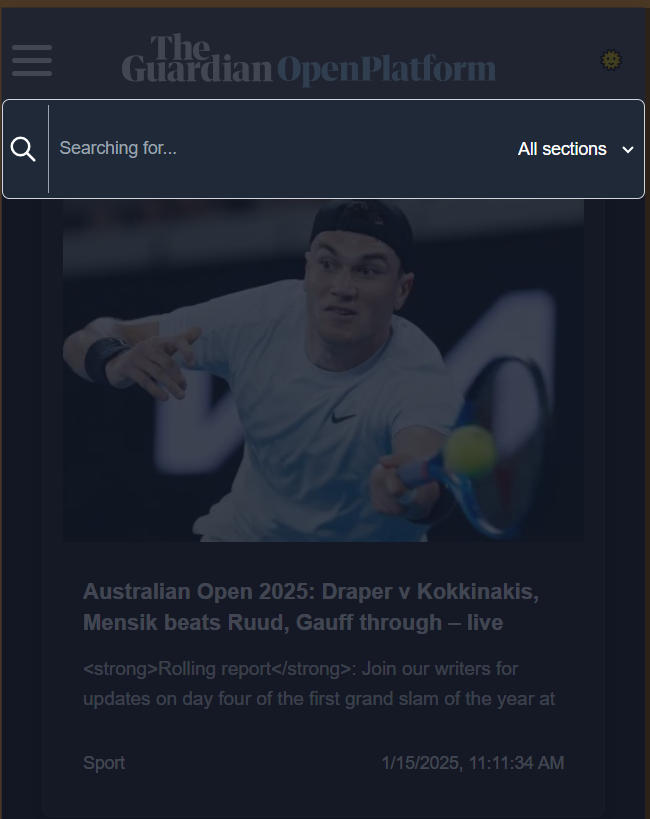 The
Guardian OpenPlatform
Searching for...
All sections
Australian Open 2025: Draper v Kokkinakis,
Mensik beats Ruud, Gauff through – live
<strong>Rolling report</strong>: Join our writers for
updates on day four of the first grand slam of the year at
Sport
1/15/2025, 11:11:34 AM